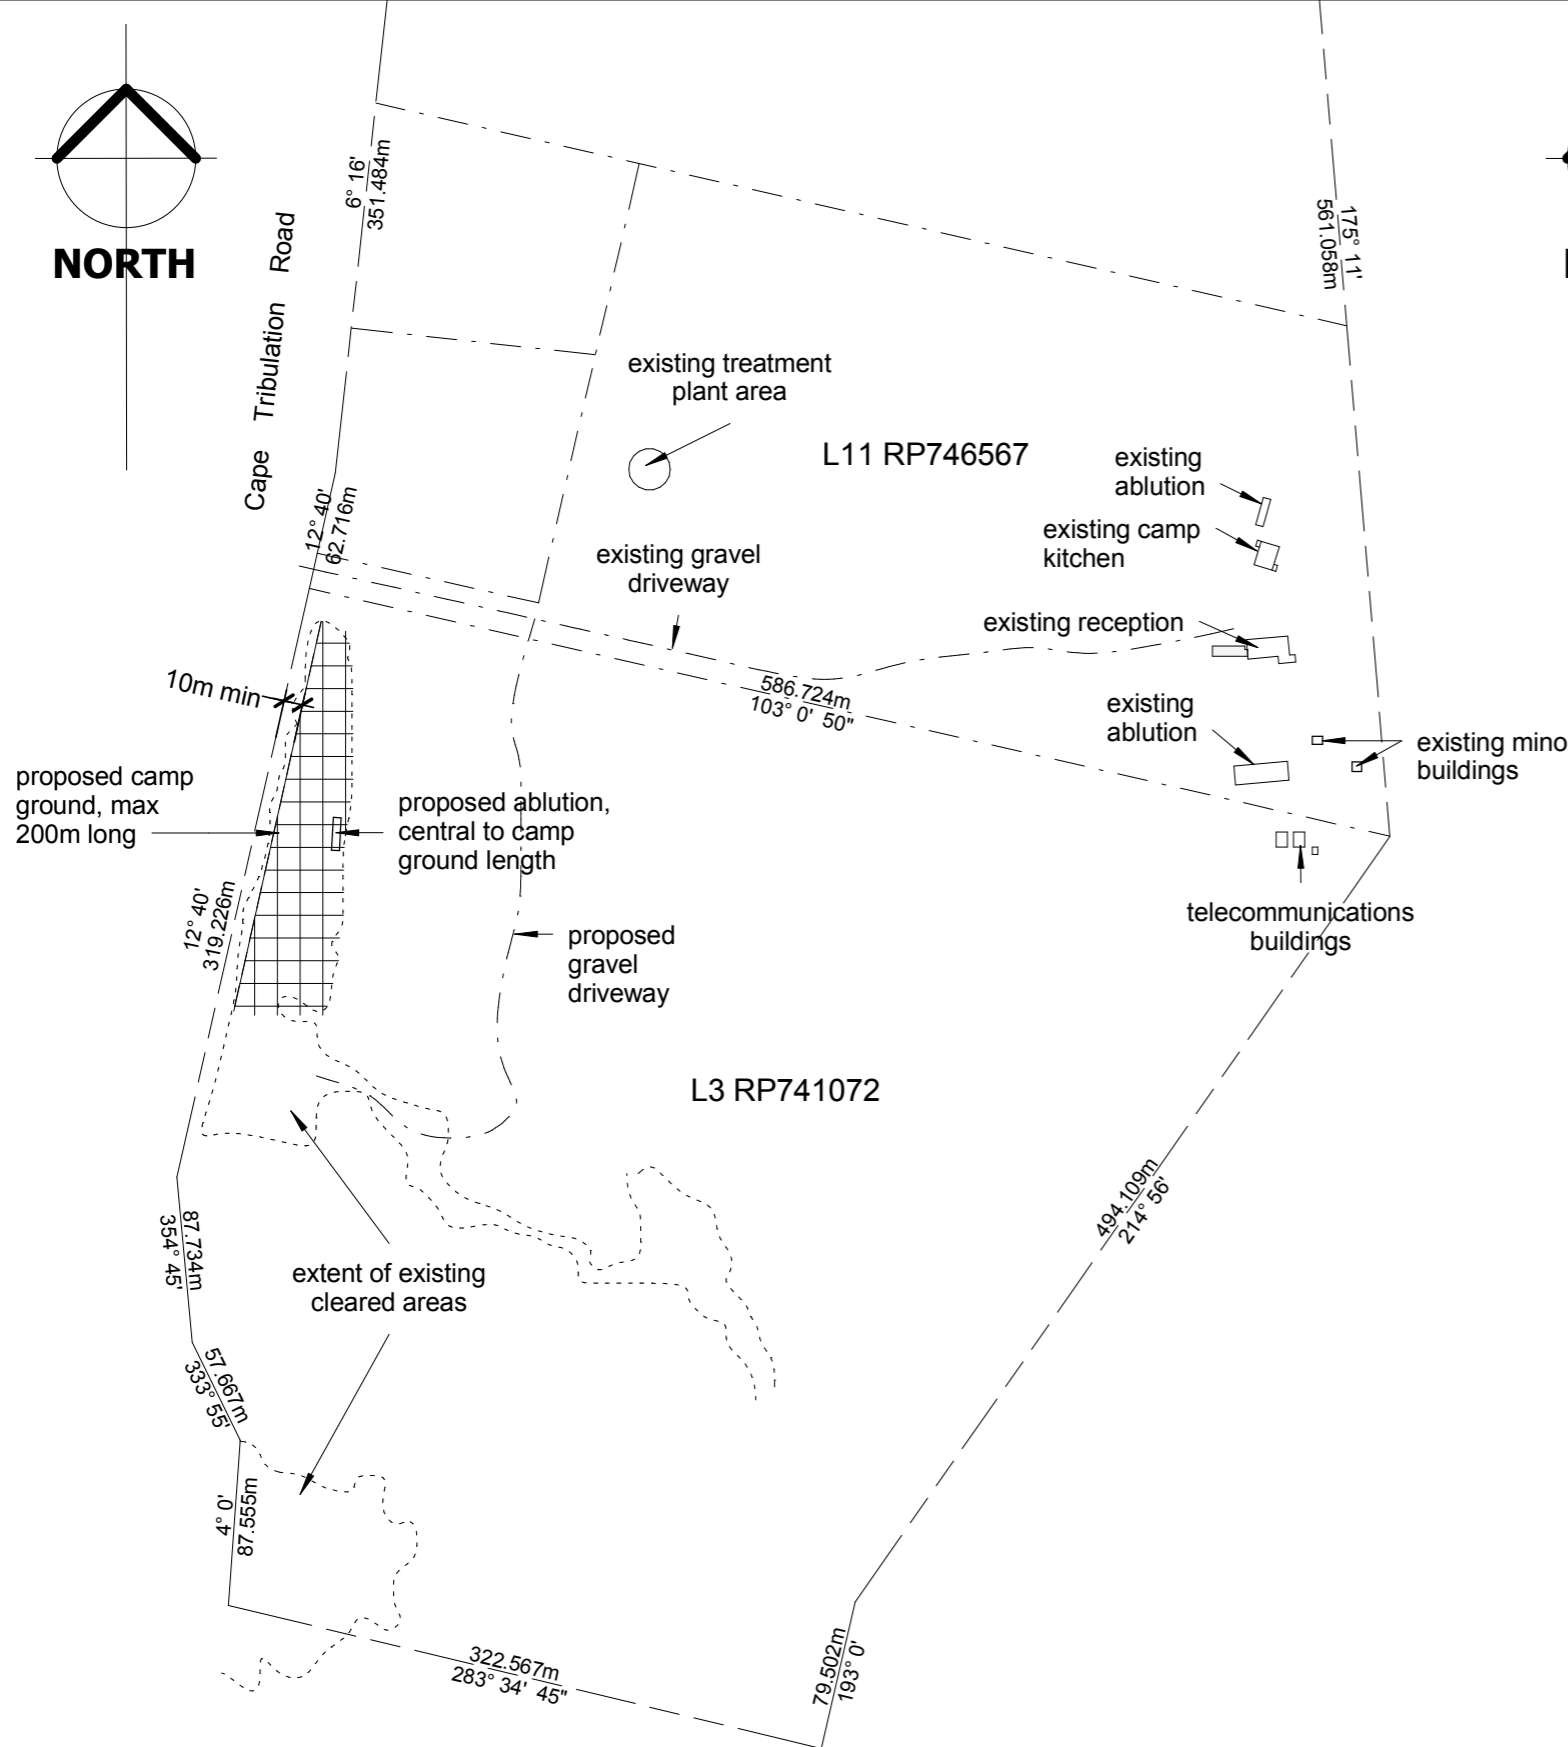 NORTH
Cape Tribulation Road
6° 16'
351.484m
175° 11'
561.058m
existing treatment
plant area
L11 RP746567
existing
ablution
existing camp
kitchen
12° 40'
62.716m
existing gravel
driveway
existing reception
10m min
586.724m
103° 0' 50"
existing
ablution
existing mino
buildings
proposed camp
ground, max
200m long
proposed ablution,
central to camp
ground length
12° 40'
319.226m
telecommunications
buildings
proposed
gravel
driveway
L3 RP741072
494.109m
214° 56'
87.734m
354° 45'
extent of existing
cleared areas
57.667m
333° 55'
4° 0'
87.555m
322.567m
283° 34' 45"
79.502m
193° 0'